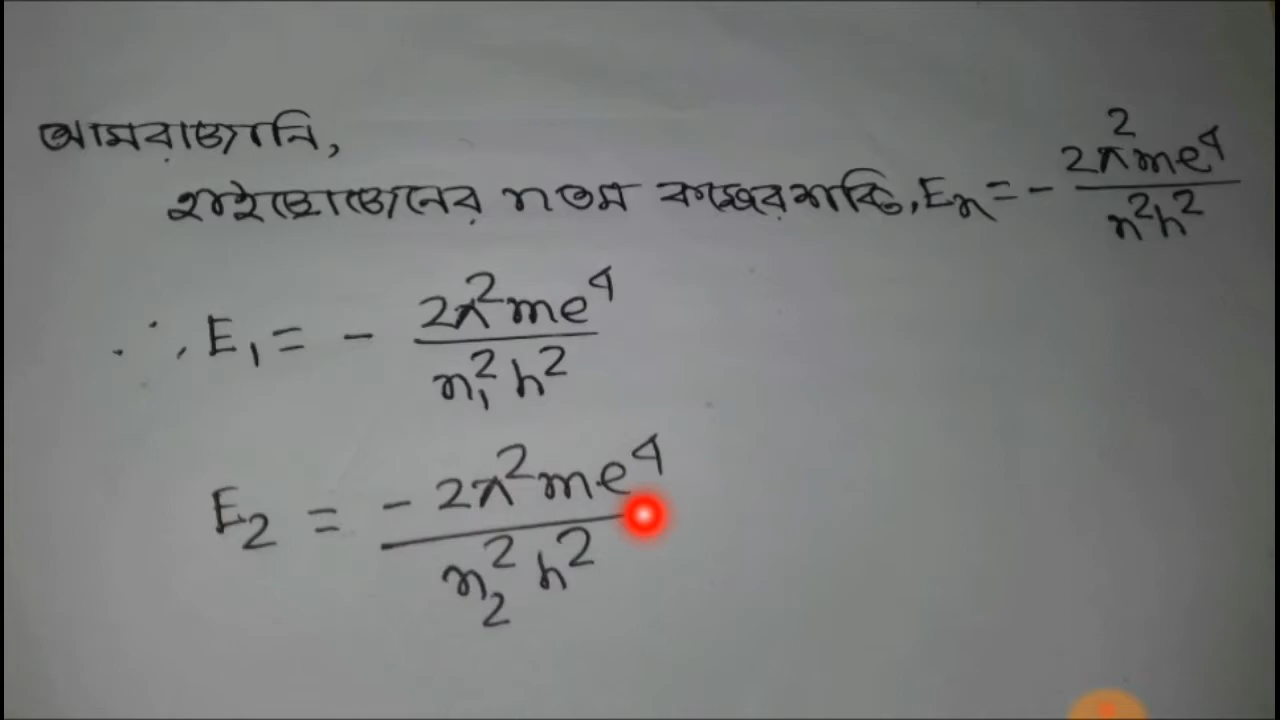 আমরা জানি,
হাইড্রোজেনের nতম কক্ষের শক্তি, Eₙ = - 2π²me⁴ / n²h²
∴, E₁ = - 2π²me⁴ / n₁²h²
E₂ = - 2π²me⁴ / n₂²h²